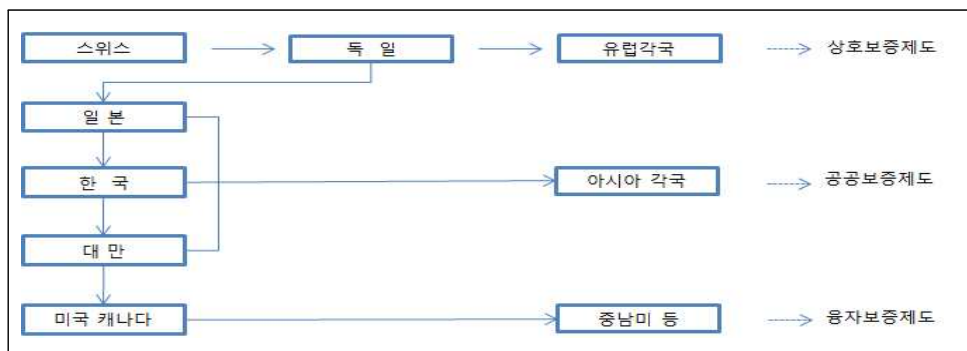 스위스
독 일
유럽각국
상호보증제도
일 본
한 국
아시아 각국
공공보증제도
대 만
미국 캐나다
중남미 등
융자보증제도